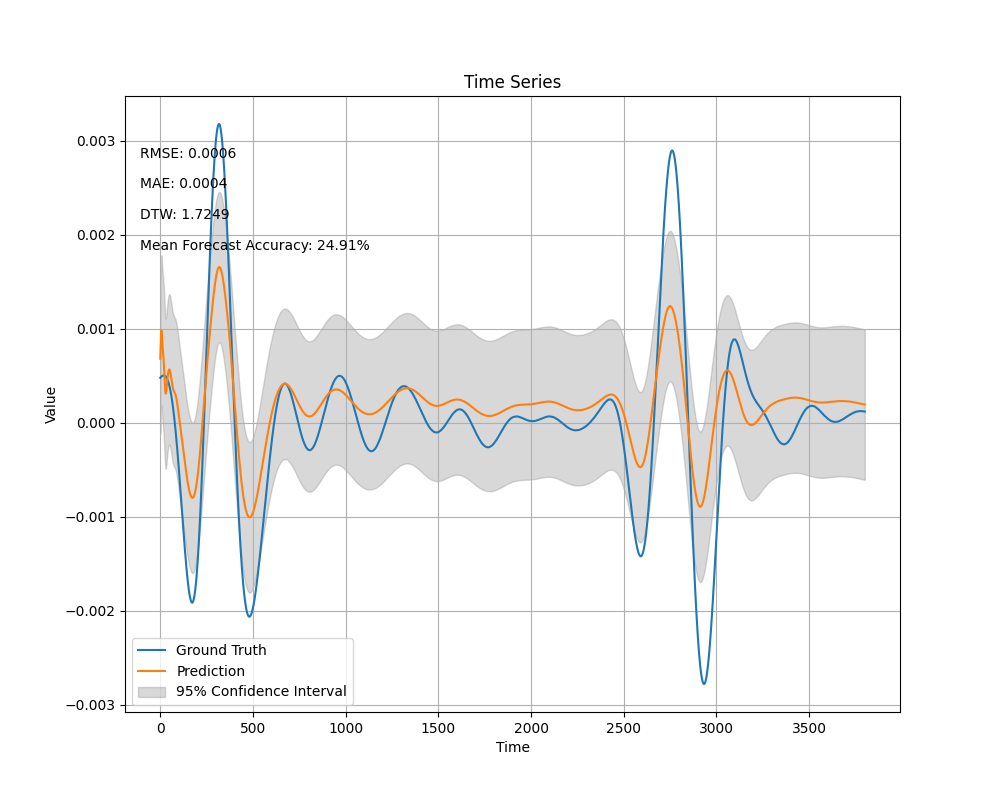 Time Series
RMSE: 0.0006
MAE: 0.0004
DTW: 1.7249
Mean Forecast Accuracy: 24.91%
0.003
0.002
0.001
0.000
−0.001
−0.002
−0.003
Value
Ground Truth
Prediction
95% Confidence Interval
0 500 1000 1500 2000 2500 3000 3500
Time